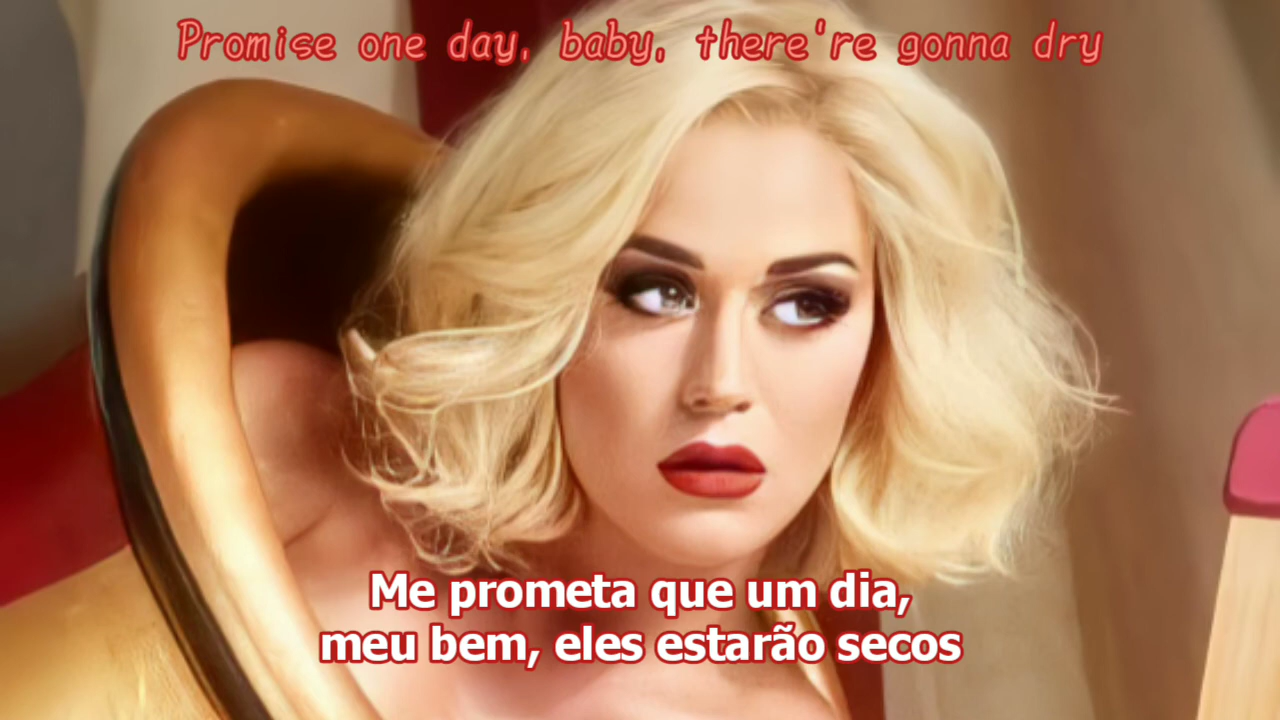 Promise one day, baby, there're gonna dry
Me prometa que um dia,
meu bem, eles estarão secos